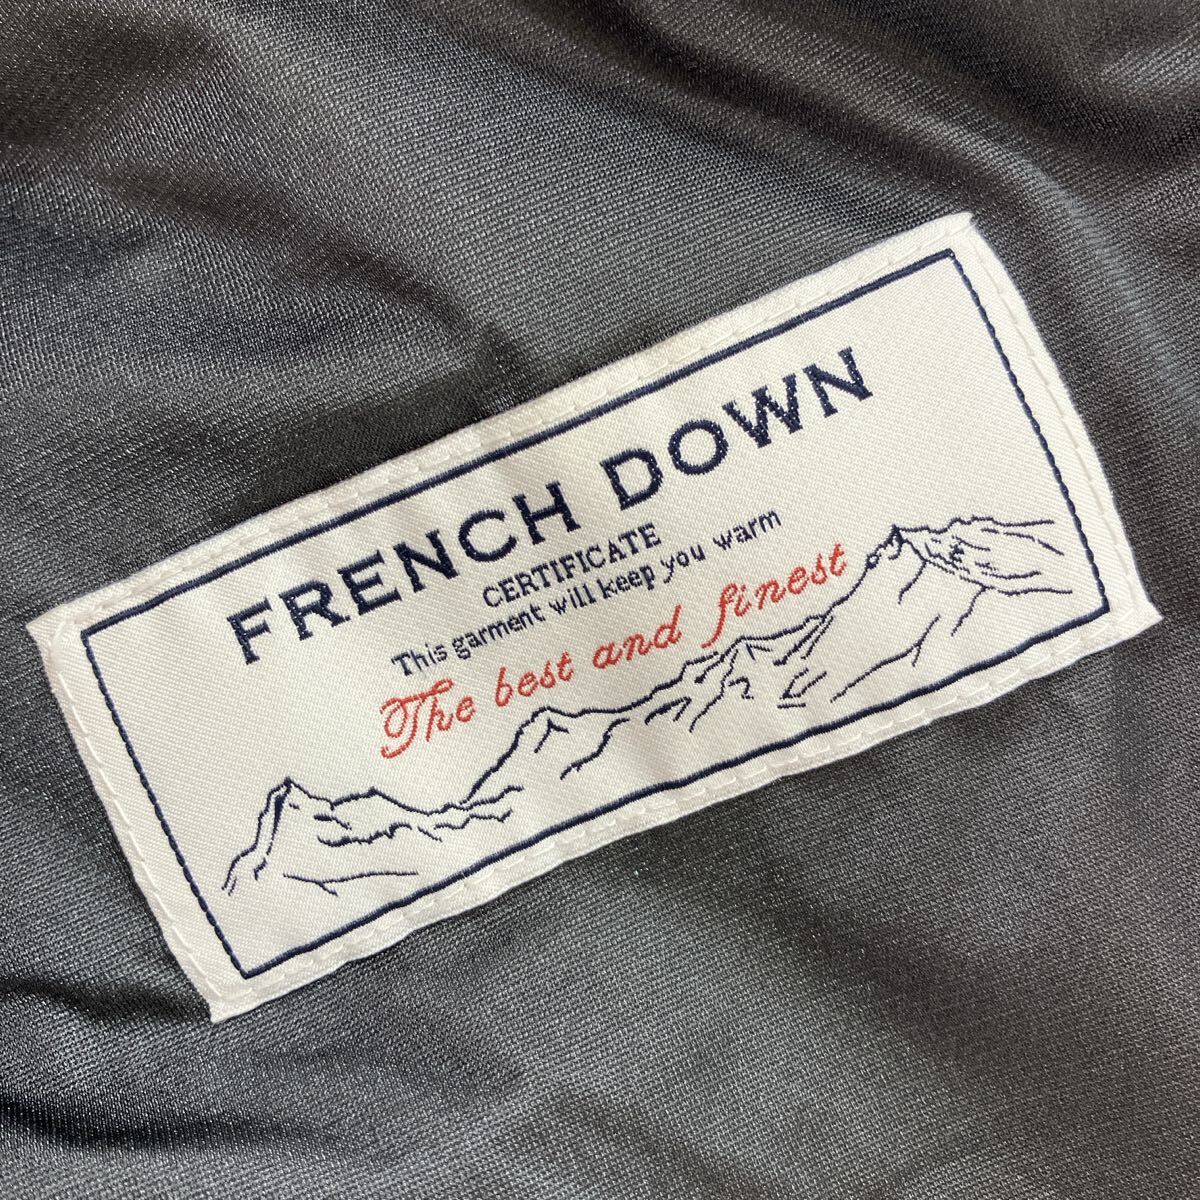 FRENCH DOWN
CERTIFICATE
This garment will keep you warm
The best and finest